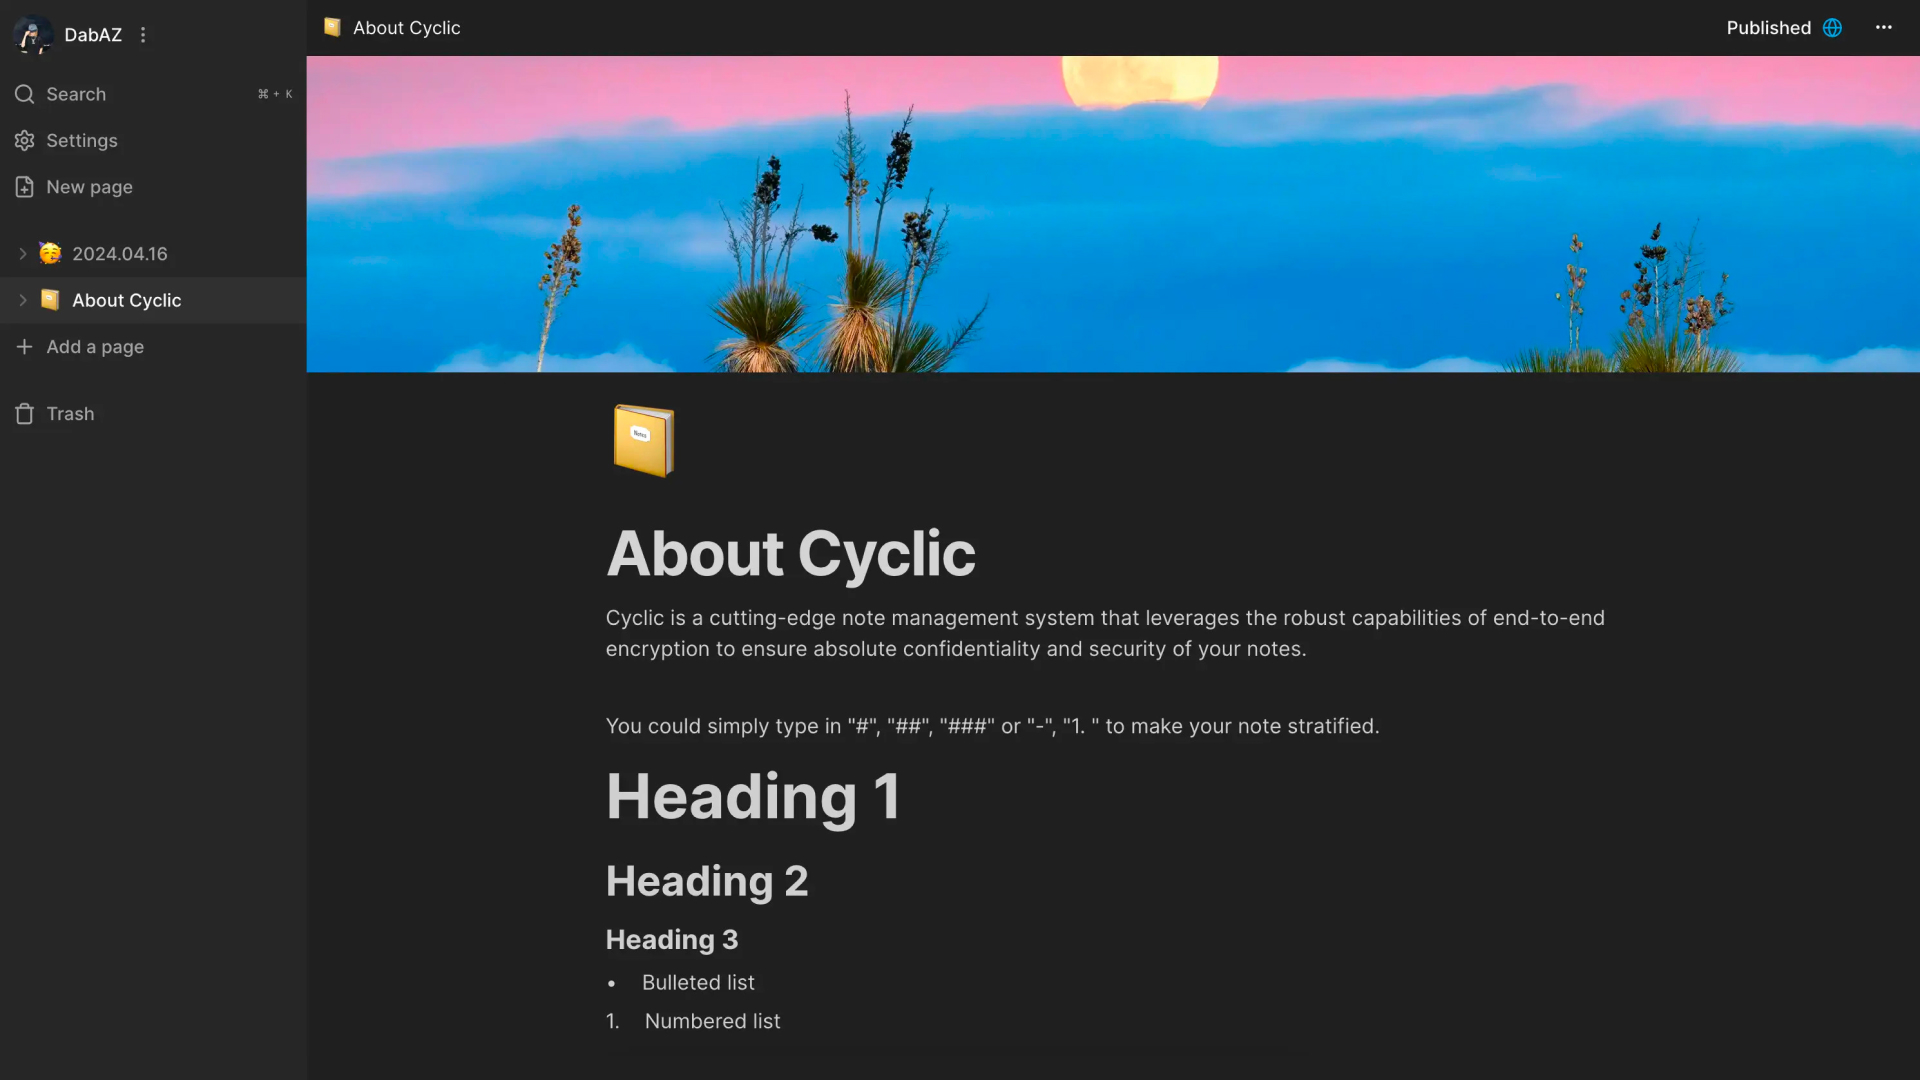 DabAZ
Search
⌘ + K
Settings
New page
2024.04.16
About Cyclic
Add a page
Trash
About Cyclic
Published
Notes
About Cyclic
Cyclic is a cutting-edge note management system that leverages the robust capabilities of end-to-end
encryption to ensure absolute confidentiality and security of your notes.
You could simply type in "#", "##", "###" or "-", "1. " to make your note stratified.
Heading 1
Heading 2
Heading 3
• Bulleted list
1. Numbered list